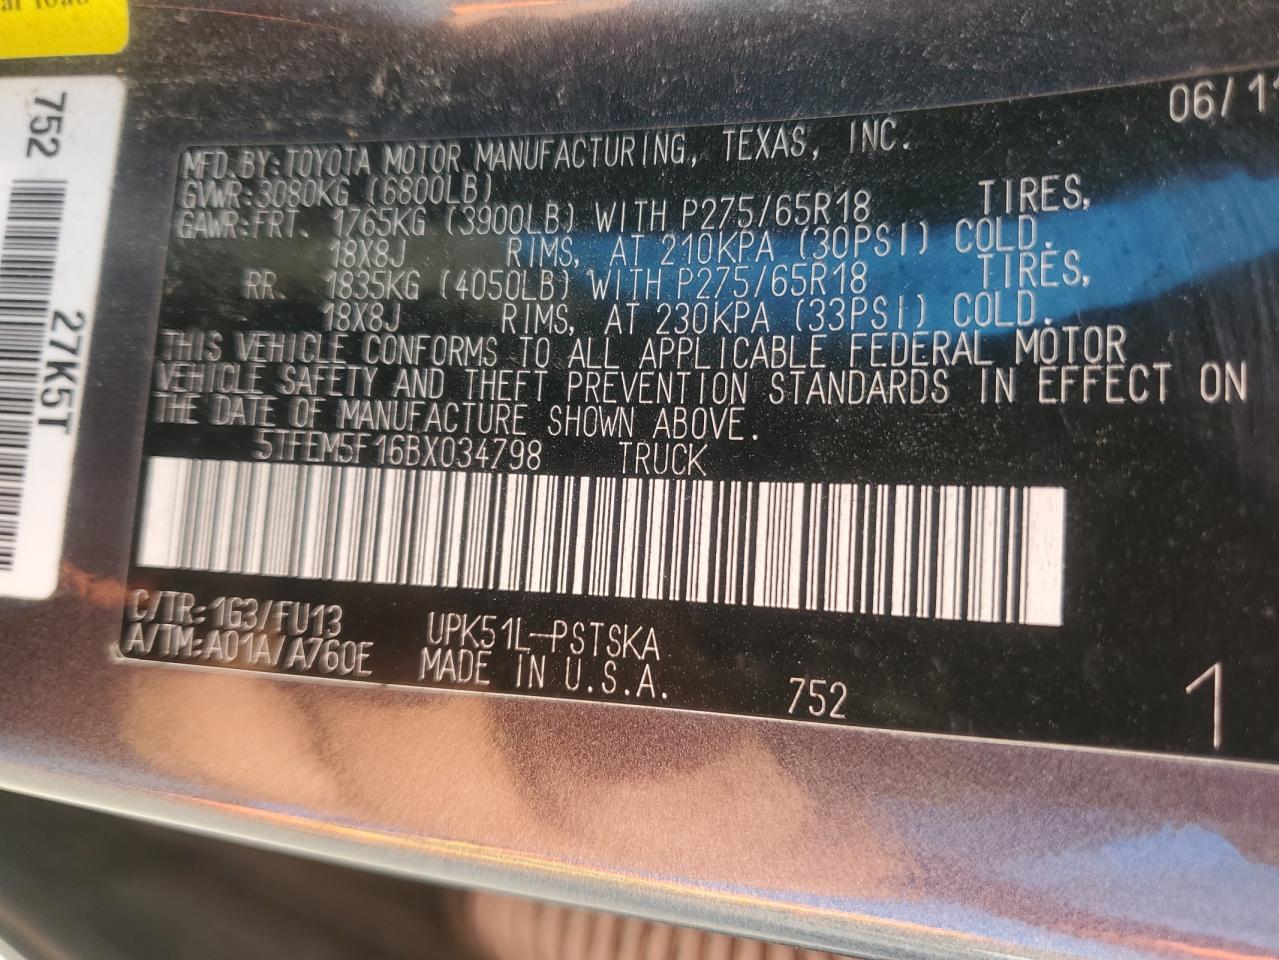 06/11
MFD.BY:TOYOTA MOTOR MANUFACTURING, TEXAS, INC.
GVWR:3080KG (6800LB)
GAWR:FRT. 1765KG (3900LB) WITH P275/65R18 TIRES,
18X8J RIMS, AT 210KPA (30PSI) COLD.
RR. 1835KG (4050LB) WITH P275/65R18 TIRES,
18X8J RIMS, AT 230KPA (33PSI) COLD.
THIS VEHICLE CONFORMS TO ALL APPLICABLE FEDERAL MOTOR
VEHICLE SAFETY AND THEFT PREVENTION STANDARDS IN EFFECT ON
THE DATE OF MANUFACTURE SHOWN ABOVE.
5TFEM5F16BX034798 TRUCK
C/TR:1G3/FU13 UPK51L-PSTSKA
A/TM:A01A/A760E MADE IN U.S.A. 752
1
752
27K5T